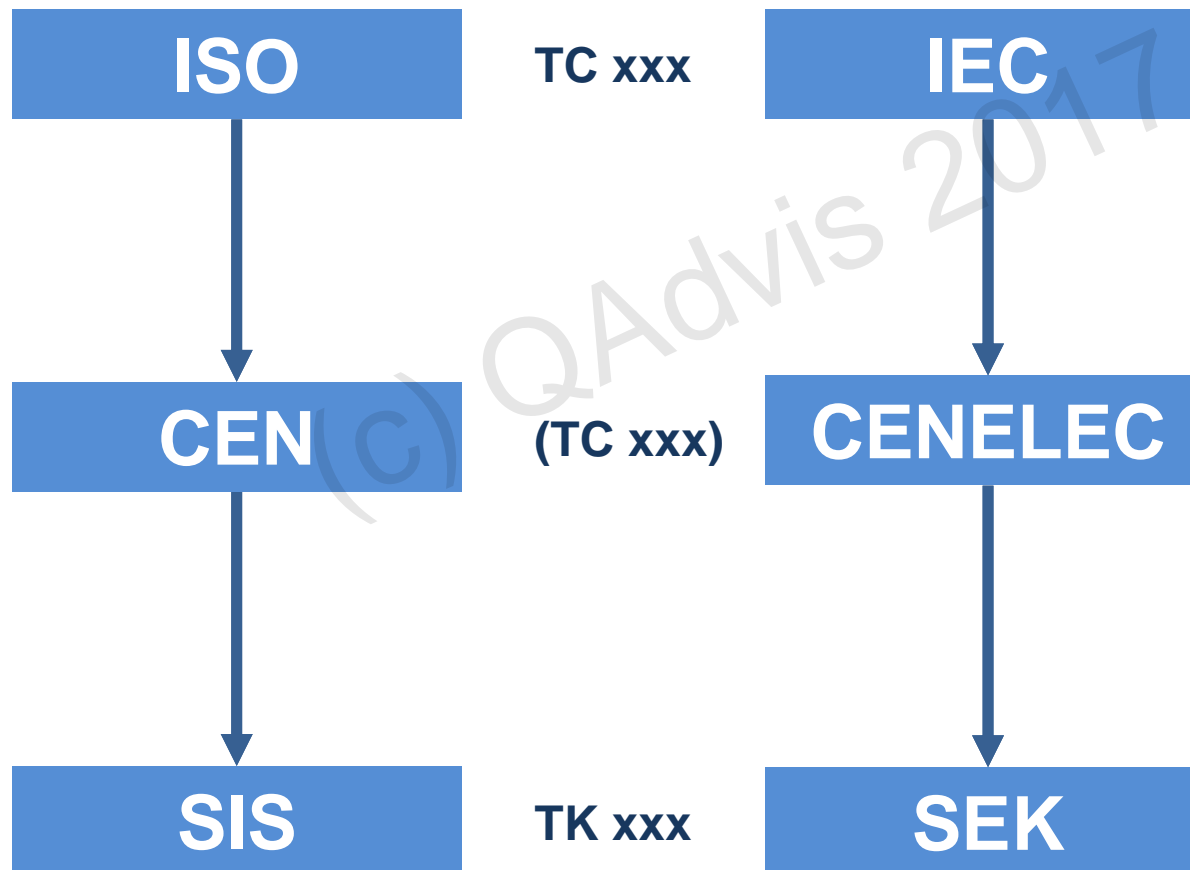 ISO TC xxx IEC
CEN (TC xxx) CENELEC
SIS TK xxx SEK
(c) QAdvis 2017